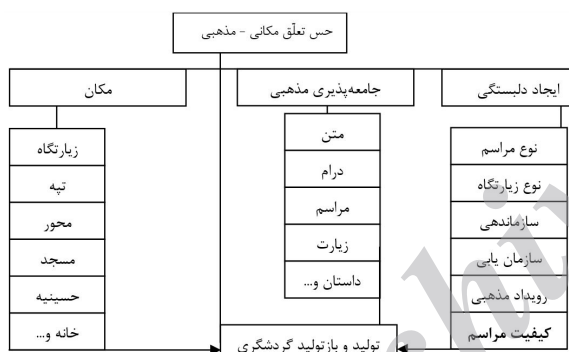 حس تعلّق مکانی - مذهبی
ایجاد دلبستگی
نوع مراسم
نوع زیارتگاه
سازماندهی
سازمان یابی
رویداد مذهبی
کیفیت مراسم
جامعه‌پذیری مذهبی
متن
درام
مراسم
زیارت
داستان و...
مکان
زیارتگاه
تپه
محور
مسجد
حسینیه
خانه و...
تولید و بازتولید گردشگری